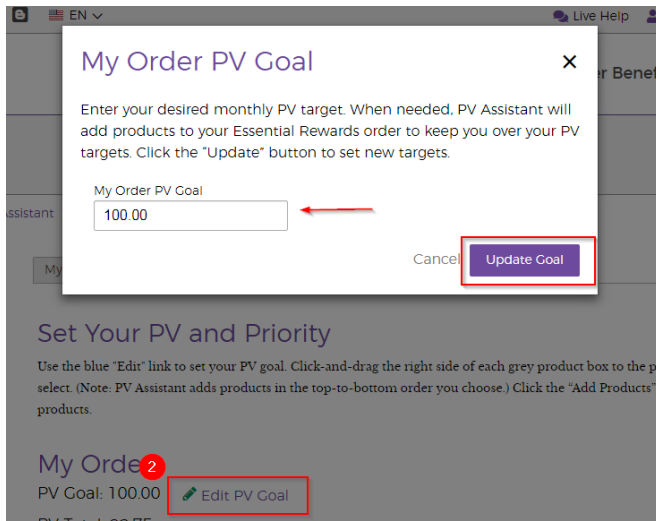 EN
Live Help
My Order PV Goal
er Benef
Enter your desired monthly PV target. When needed, PV Assistant will
add products to your Essential Rewards order to keep you over your PV
targets. Click the "Update" button to set new targets.
My Order PV Goal
100.00
Assistant
Cancel
Update Goal
My
Set Your PV and Priority
Use the blue "Edit" link to set your PV goal. Click-and-drag the right side of each grey product box to the p
select. (Note: PV Assistant adds products in the top-to-bottom order you choose.) Click the “Add Products”
products.
My Orde
2
PV Goal: 100.00
Edit PV Goal